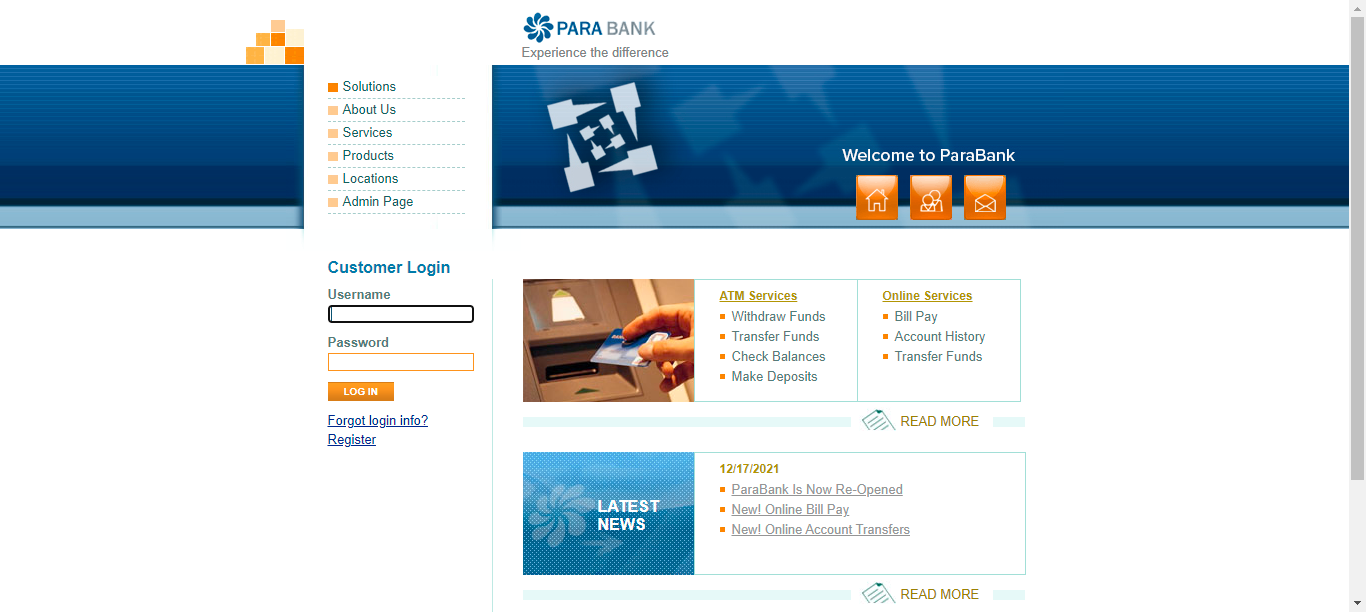 PARA BANK
Experience the difference
Solutions
About Us
Services
Products
Locations
Admin Page
Welcome to ParaBank
Customer Login
Username
Password
LOG IN
Forgot login info?
Register
ATM Services
Withdraw Funds
Transfer Funds
Check Balances
Make Deposits
Online Services
Bill Pay
Account History
Transfer Funds
READ MORE
LATEST
NEWS
12/17/2021
ParaBank Is Now Re-Opened
New! Online Bill Pay
New! Online Account Transfers
READ MORE